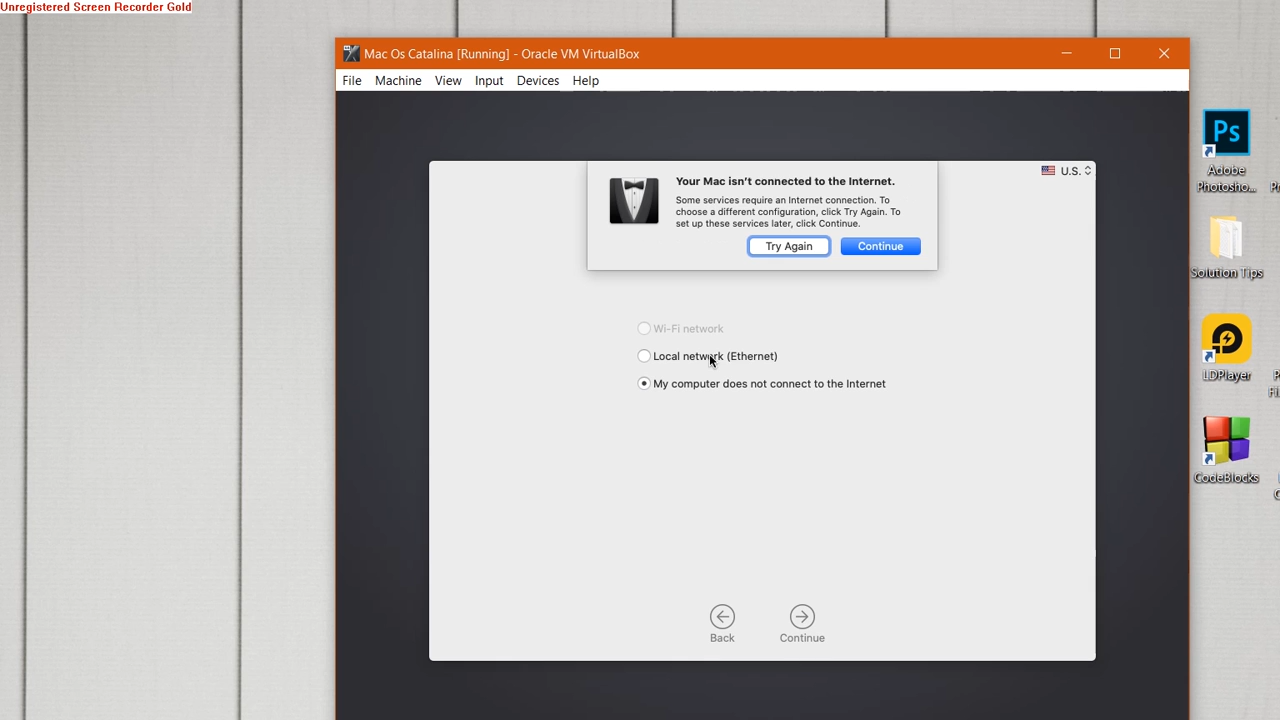 Unregistered Screen Recorder Gold
Mac Os Catalina [Running] - Oracle VM VirtualBox
File Machine View Input Devices Help
U.S.
Your Mac isn't connected to the Internet.
Some services require an Internet connection. To
choose a different configuration, click Try Again. To
set up these services later, click Continue.
Try Again Continue
Wi-Fi network
Local network (Ethernet)
My computer does not connect to the Internet
Back Continue
Ps
Adobe
Photosho...
Solution Tips
LDPlayer
CodeBlocks